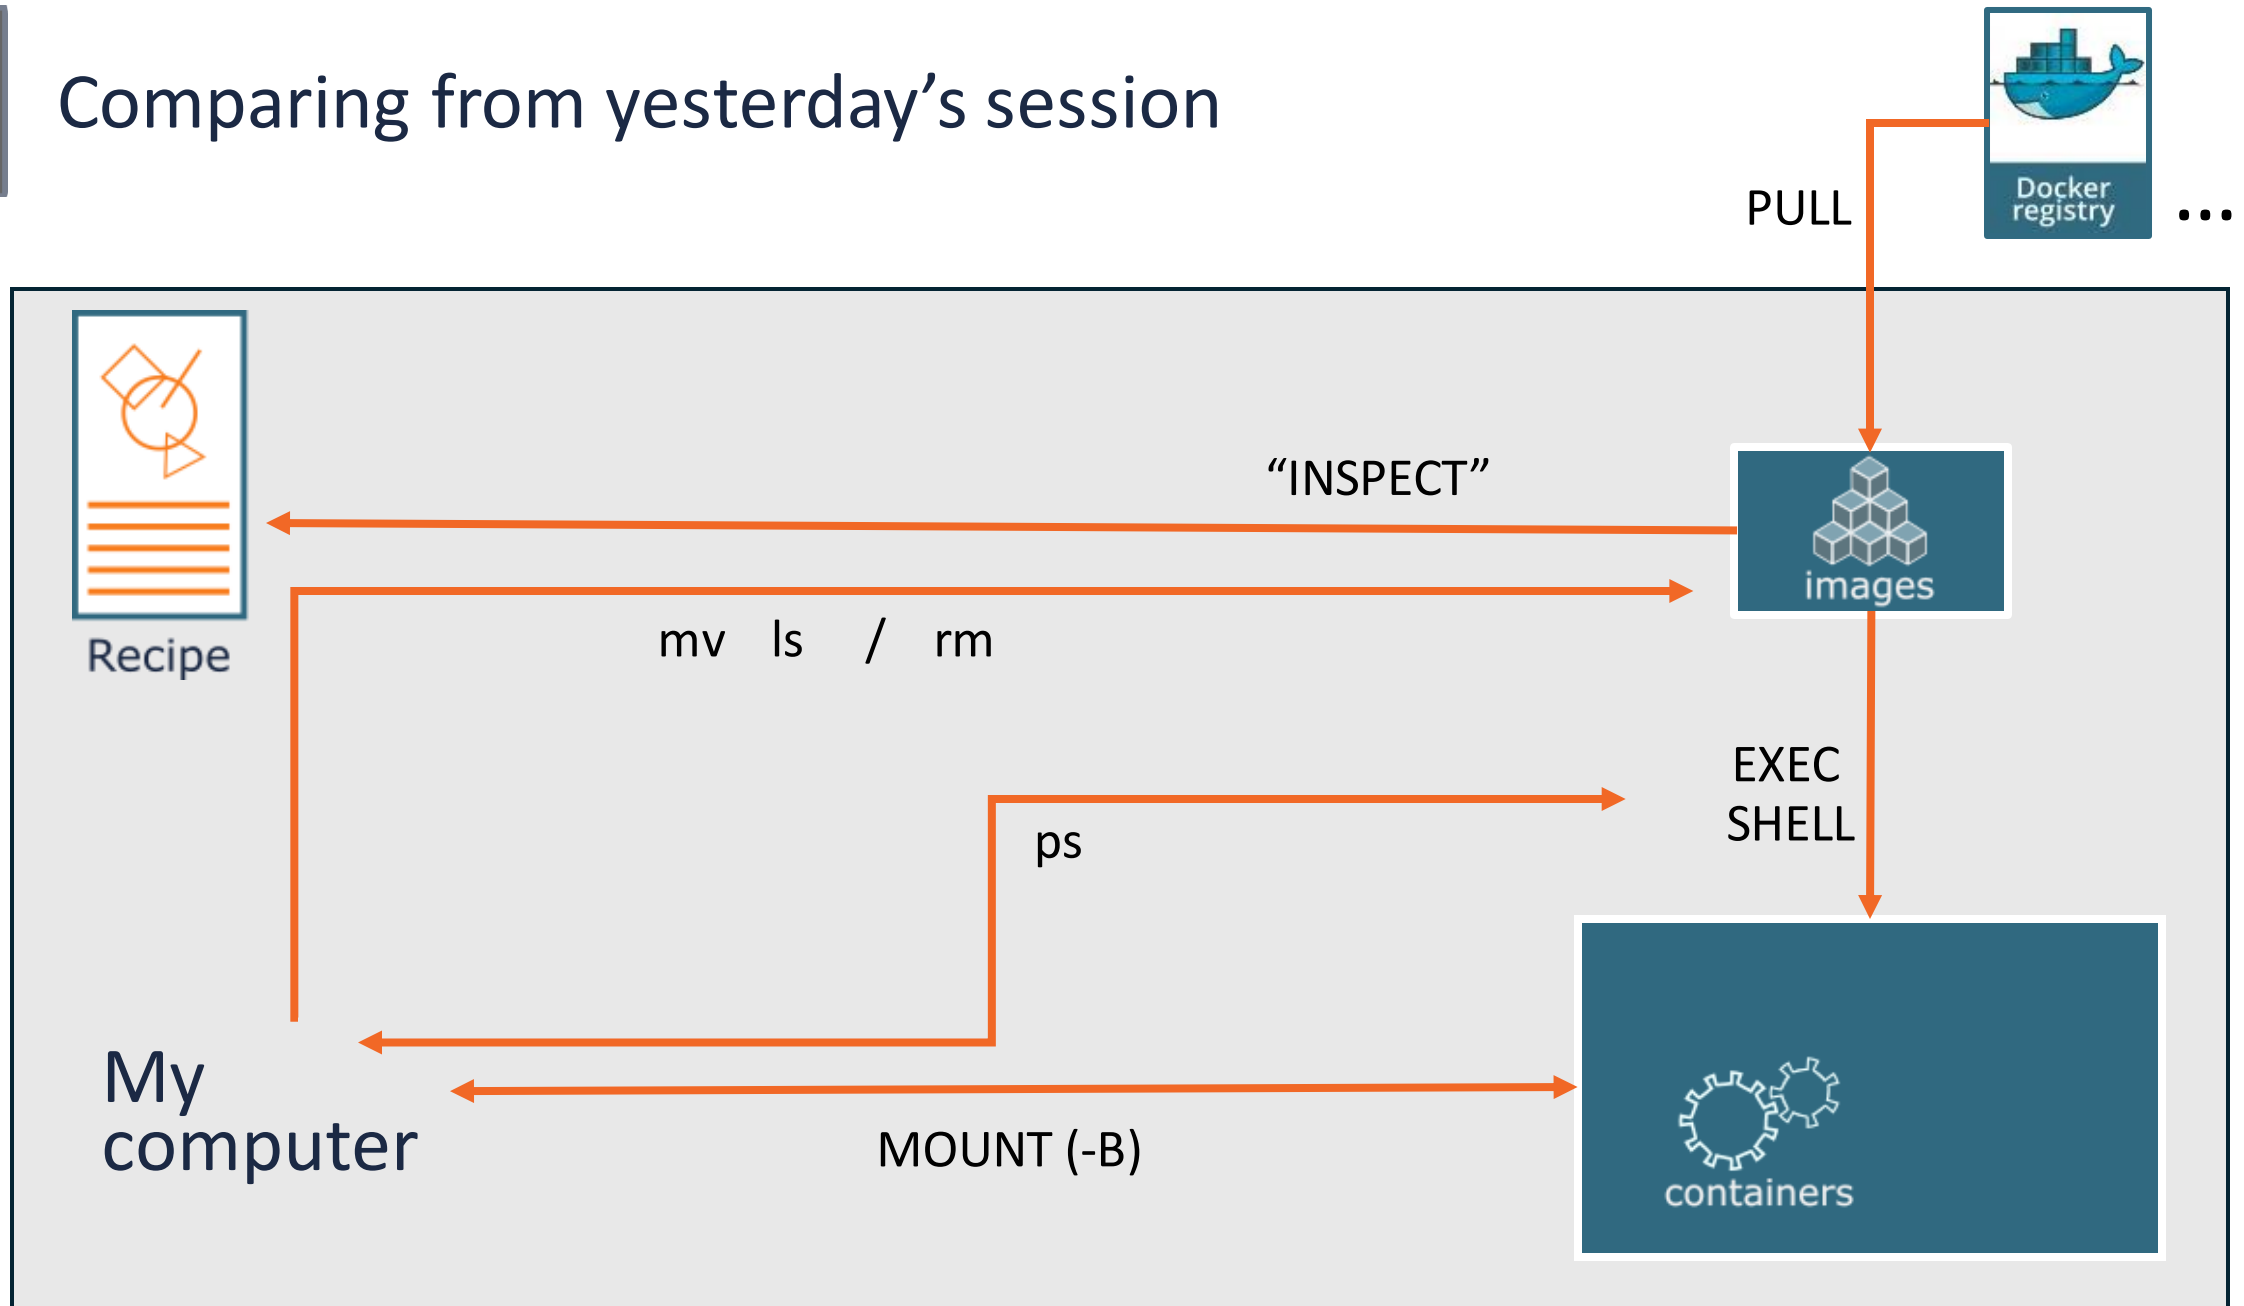 Comparing from yesterday’s session
Docker
registry
...
PULL
“INSPECT”
images
mv ls / rm
Recipe
EXEC
SHELL
ps
My
computer
MOUNT (-B)
containers